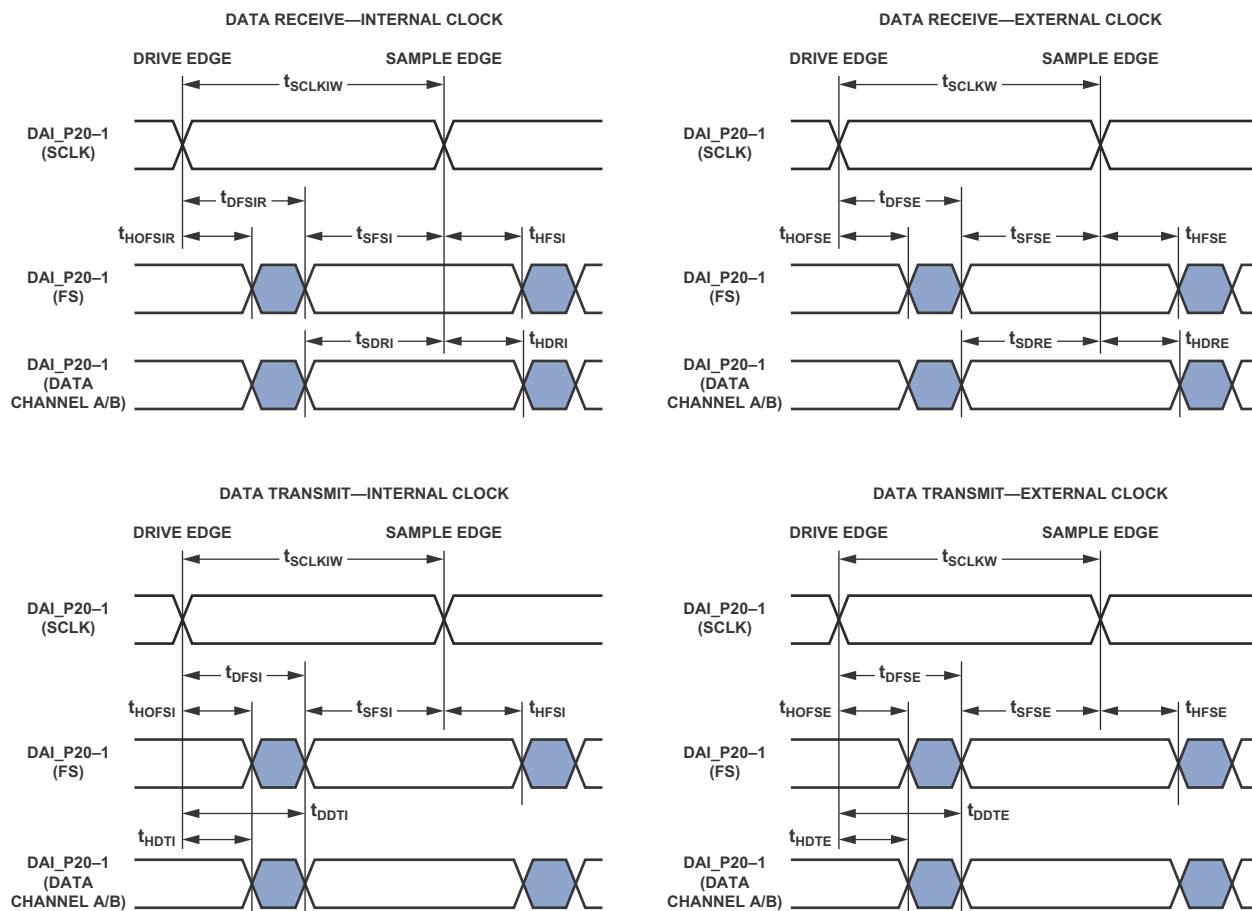 DATA RECEIVE—INTERNAL CLOCK
DRIVE EDGE
SAMPLE EDGE
tSCLKIW
DAI_P20–1
(SCLK)
tDFSIR
tHOFSIR
tSFSI
tHFSI
DAI_P20–1
(FS)
tSDRI
tHDRI
DAI_P20–1
(DATA
CHANNEL A/B)
DATA RECEIVE—EXTERNAL CLOCK
DRIVE EDGE
SAMPLE EDGE
tSCLKW
DAI_P20–1
(SCLK)
tDFSE
tHOFSE
tSFSE
tHFSE
DAI_P20–1
(FS)
tSDRE
tHDRE
DAI_P20–1
(DATA
CHANNEL A/B)
DATA TRANSMIT—INTERNAL CLOCK
DRIVE EDGE
SAMPLE EDGE
tSCLKIW
DAI_P20–1
(SCLK)
tDFSI
tHOFSI
tSFSI
tHFSI
DAI_P20–1
(FS)
tDDTI
tHDTI
DAI_P20–1
(DATA
CHANNEL A/B)
DATA TRANSMIT—EXTERNAL CLOCK
DRIVE EDGE
SAMPLE EDGE
tSCLKW
DAI_P20–1
(SCLK)
tDFSE
tHOFSE
tSFSE
tHFSE
DAI_P20–1
(FS)
tDDTE
tHDTE
DAI_P20–1
(DATA
CHANNEL A/B)